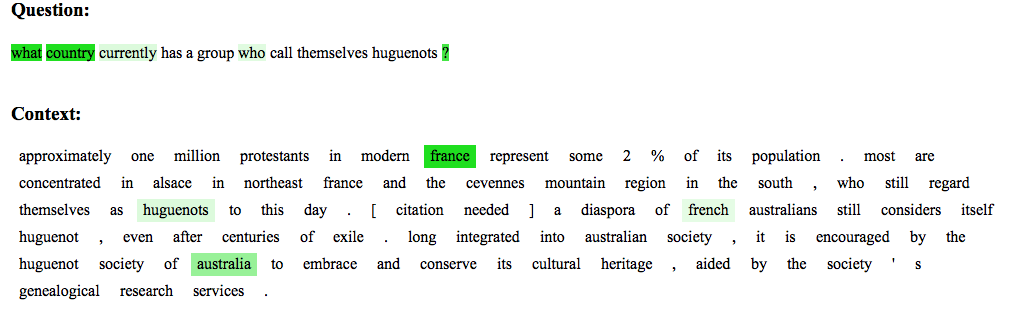 Question:
what country currently has a group who call themselves huguenots ?
Context:
approximately one million protestants in modern france represent some 2 % of its population . most are
concentrated in alsace in northeast france and the cevennes mountain region in the south , who still regard
themselves as huguenots to this day . [ citation needed ] a diaspora of french australians still considers itself
huguenot , even after centuries of exile . long integrated into australian society , it is encouraged by the
huguenot society of australia to embrace and conserve its cultural heritage , aided by the society ' s
genealogical research services .